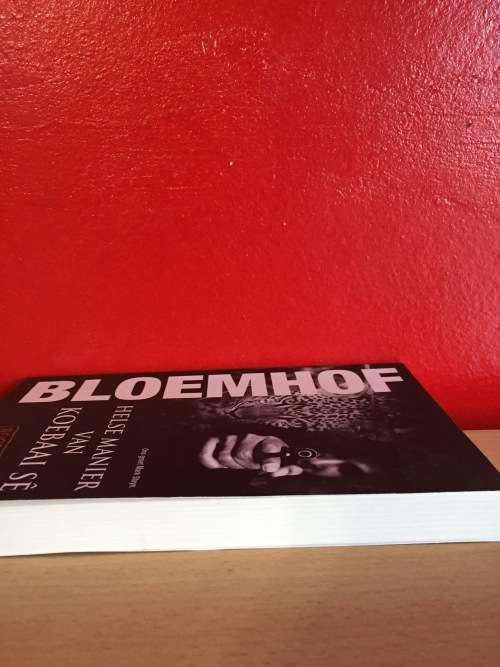 BLOEMHOF
HELSE MANIER
VAN
KOEBAAI SÊ